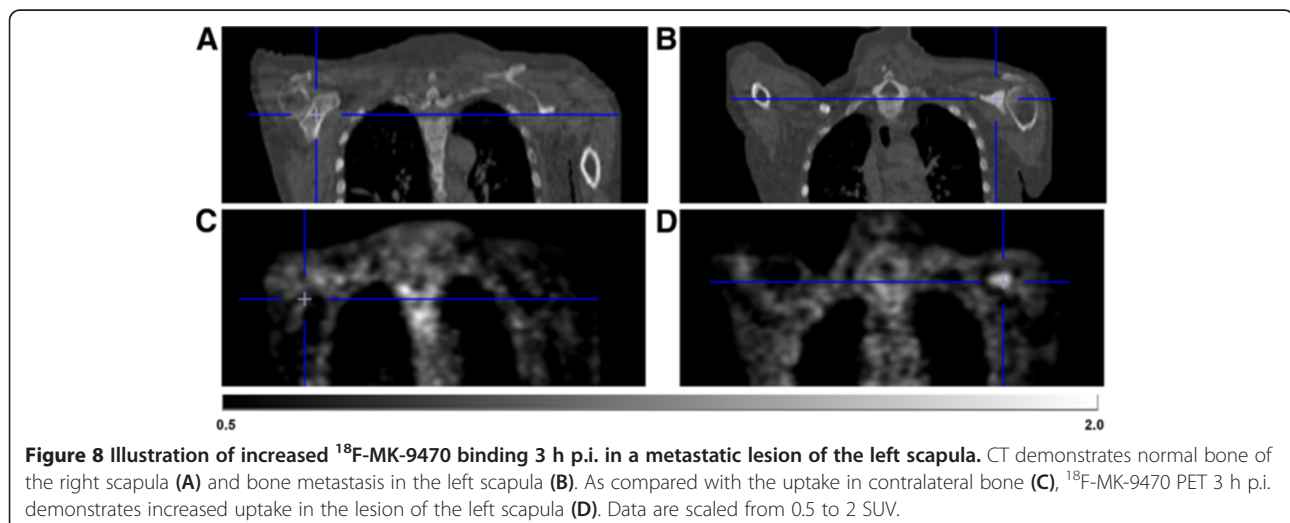 A
B
C
D
0.5 2.0
Figure 8 Illustration of increased ¹⁸F-MK-9470 binding 3 h p.i. in a metastatic lesion of the left scapula. CT demonstrates normal bone of
the right scapula (A) and bone metastasis in the left scapula (B). As compared with the uptake in contralateral bone (C), ¹⁸F-MK-9470 PET 3 h p.i.
demonstrates increased uptake in the lesion of the left scapula (D). Data are scaled from 0.5 to 2 SUV.